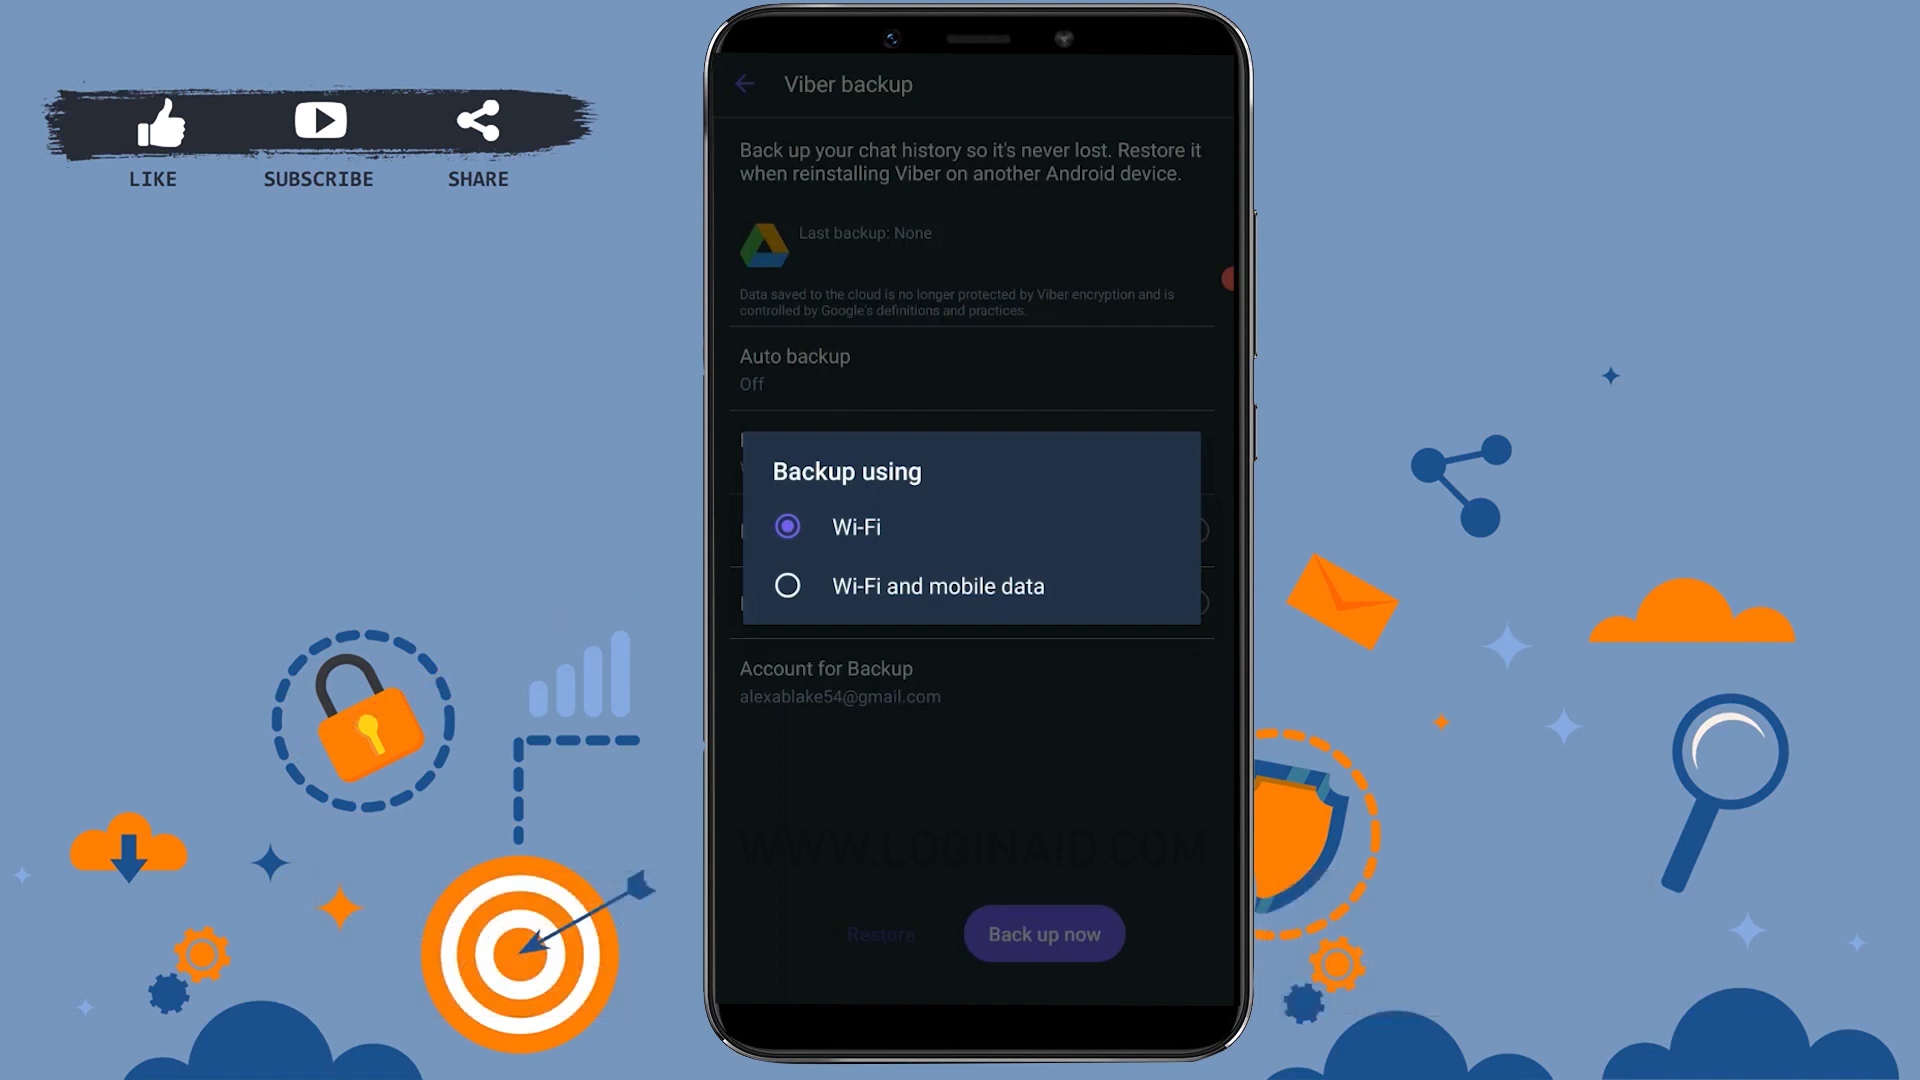 LIKE
SUBSCRIBE
SHARE
Viber backup
Back up your chat history so it's never lost. Restore it
when reinstalling Viber on another Android device.
Last backup: None
Data saved to the cloud is no longer protected by Viber encryption and is
controlled by Google's definitions and practices.
Auto backup
Off
Backup using
Wi-Fi
Wi-Fi and mobile data
Account for Backup
alexablake54@gmail.com
WWW.LOGINAID.COM
Restore
Back up now